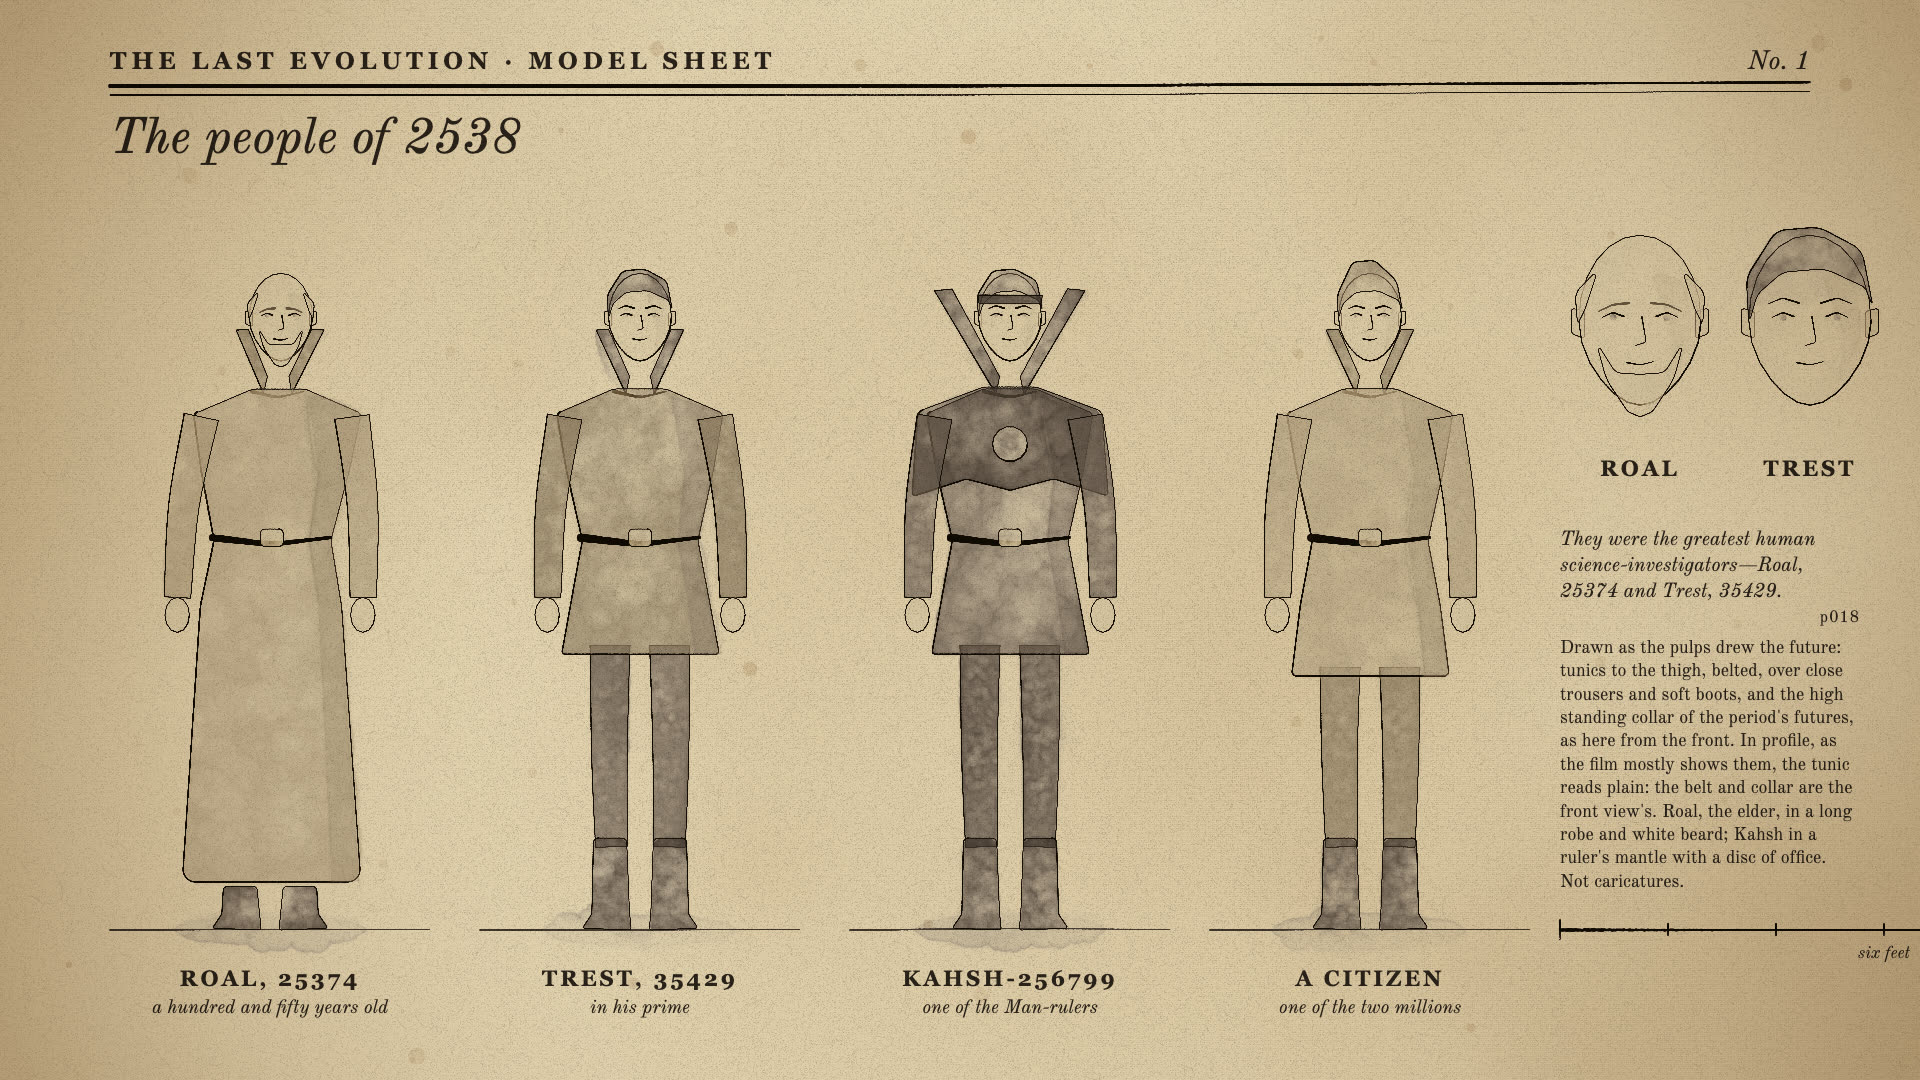 THE LAST EVOLUTION · MODEL SHEET
No. 1
The people of 2538
ROAL
TREST
They were the greatest human
science-investigators—Roal,
25374 and Trest, 35429.
p018
Drawn as the pulps drew the future:
tunics to the thigh, belted, over close
trousers and soft boots, and the high
standing collar of the period's futures,
as here from the front. In profile, as
the film mostly shows them, the tunic
reads plain: the belt and collar are the
front view's. Roal, the elder, in a long
robe and white beard; Kahsh in a
ruler's mantle with a disc of office.
Not caricatures.
six feet
ROAL, 25374
a hundred and fifty years old
TREST, 35429
in his prime
KAHSH-256799
one of the Man-rulers
A CITIZEN
one of the two millions